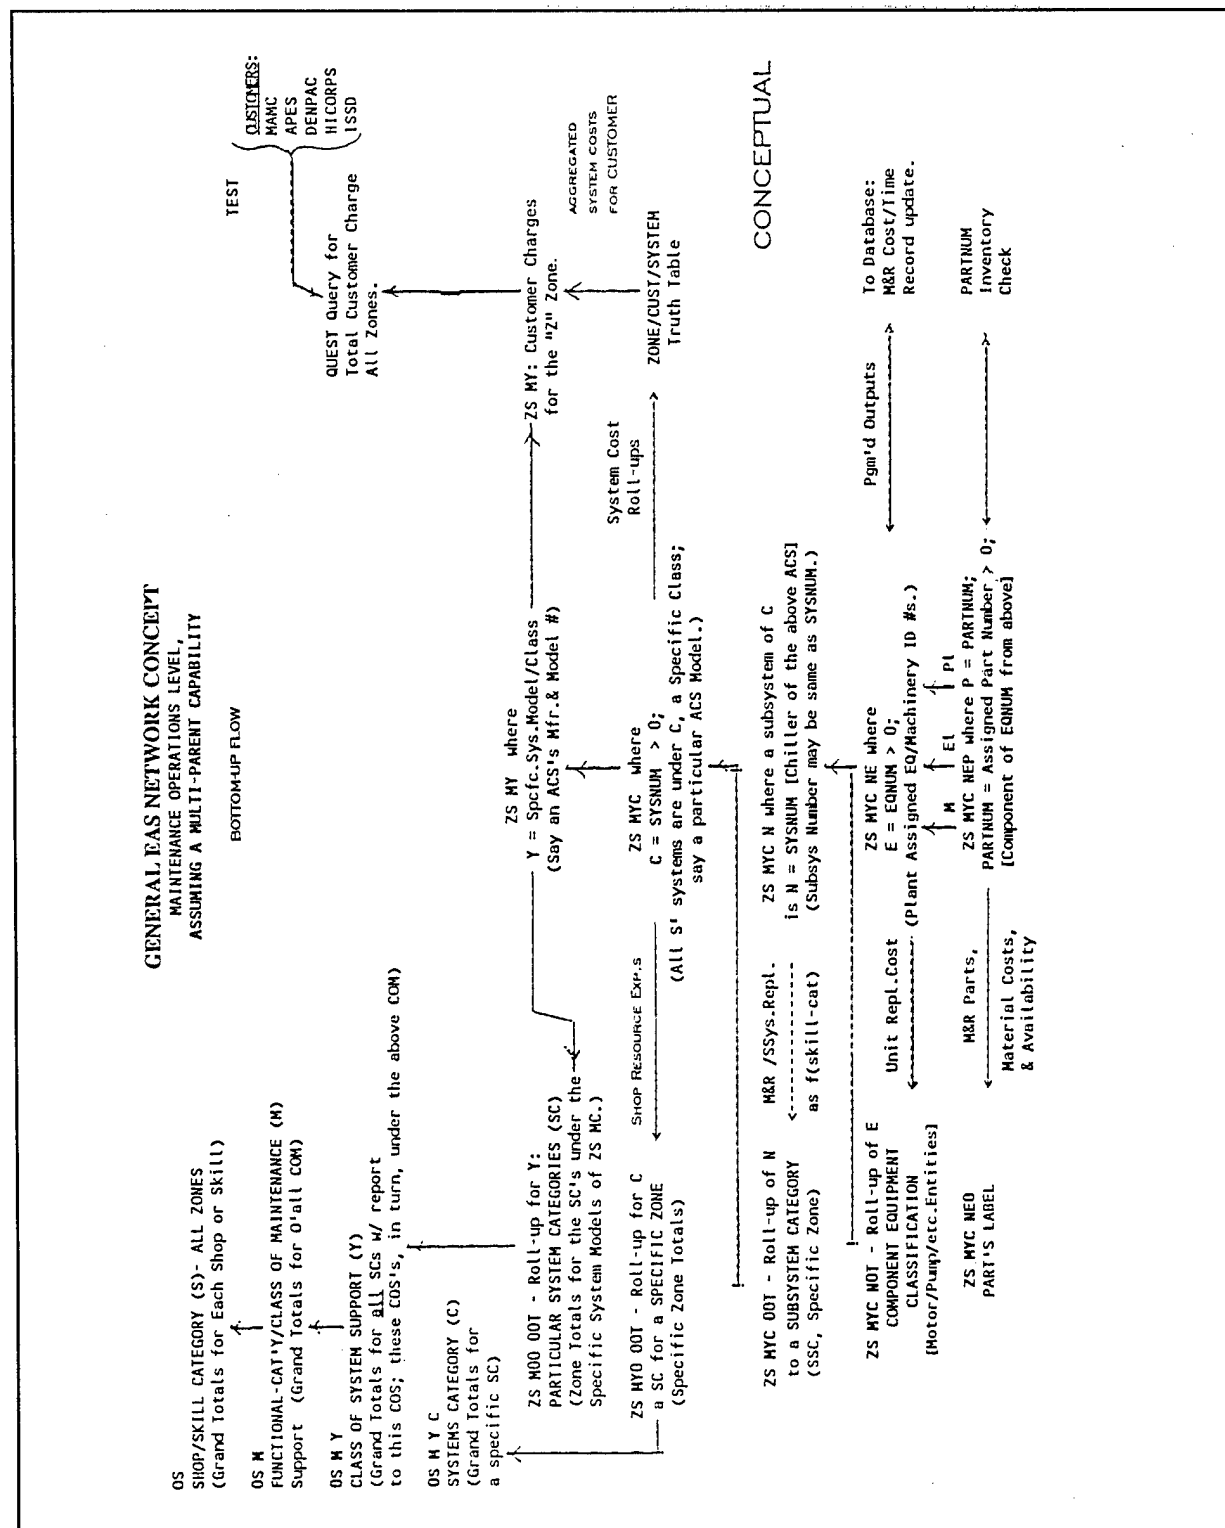 GENERAL EAS NETWORK CONCEPT
MAINTENANCE OPERATIONS LEVEL,
ASSUMING A MULTI-PARENT CAPABILITY
BOTTOM-UP FLOW
TEST
CUSTOMERS:
MAMC
APES
DENPAC
HICORPS
ISSD
QUEST Query for
Total Customer Charge
All Zones.
OS
SHOP/SKILL CATEGORY (S)- ALL ZONES
(Grand Totals for Each Shop or Skill)
OS M
FUNCTIONAL-CAT'Y/CLASS OF MAINTENANCE (M)
Support (Grand Totals for O'all COM)
OS M Y
CLASS OF SYSTEM SUPPORT (Y)
(Grand Totals for all SCs w/ report
to this COS; these COS's, in turn, under the above COM)
OS M Y C
SYSTEMS CATEGORY (C)
(Grand Totals for
a specific SC)
ZS MOO OOT - Roll-up for Y:
PARTICULAR SYSTEM CATEGORIES (SC)
(Zone Totals for the SC's under the
Specific System Models of ZS MC.)
ZS MY where
Y = Spcfc.Sys.Model/Class
(Say an ACS's Mfr.& Model #)
ZS MY: Customer Charges
for the "Z" Zone.
AGGREGATED
SYSTEM COSTS
FOR CUSTOMER
ZS MYO OOT - Roll-up for C
a SC for a SPECIFIC ZONE
(Specific Zone Totals)
SHOP RESOURCE EXP.S
ZS MYC where
C = SYSNUM > 0;
(All S' systems are under C, a Specific Class;
say a particular ACS Model.)
System Cost
Roll-ups
ZONE/CUST/SYSTEM
Truth Table
CONCEPTUAL
ZS MYC OOT - Roll-up of N
to a SUBSYSTEM CATEGORY
(SSC, Specific Zone)
M&R /SSys.Repl.
<------------
as f(skill-cat)
ZS MYC N where a subsystem of C
is N = SYSNUM [Chiller of the above ACS]
(Subsys Number may be same as SYSNUM.)
ZS MYC NOT - Roll-up of E
COMPONENT EQUIPMENT
CLASSIFICATION
[Motor/Pump/etc.Entities]
Unit Repl.Cost
ZS MYC NE where
E = EQNUM > 0;
(Plant Assigned EQ/Machinery ID #s.)
M El Pl
Pgm'd Outputs
To Database:
M&R Cost/Time
Record update.
ZS MYC NEO
PART'S LABEL
M&R Parts,
Material Costs,
& Availability
ZS MYC NEP where P = PARTNUM;
PARTNUM = Assigned Part Number > 0;
[Component of EQNUM from above]
PARTNUM
Inventory
Check